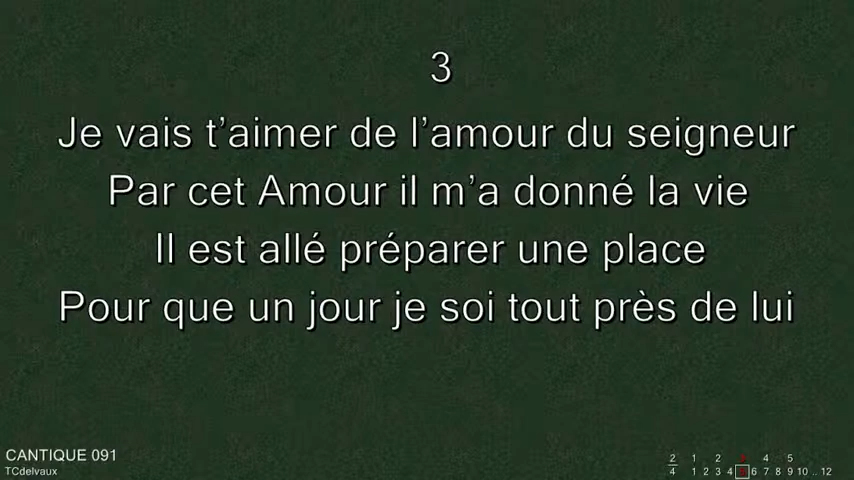 3
Je vais t’aimer de l’amour du seigneur
Par cet Amour il m’a donné la vie
Il est allé préparer une place
Pour que un jour je soi tout près de lui
CANTIQUE 091
TCdelvaux
2 1 2 3 4 5
4 1 2 3 4 5 6 7 8 9 10 .. 12